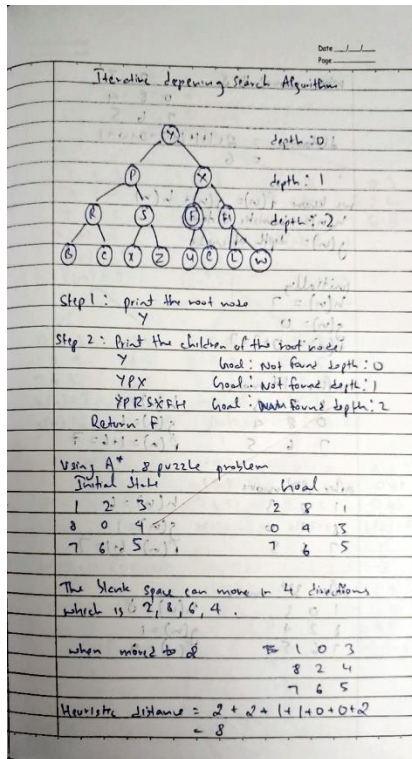 Date __/__/__
Page ______
Iterative depening search Algorithm
Y depth : 0
P X depth : 1
R S F H depth : 2
B C X Z U C L W
Step 1 : print the root node
Y
Step 2 : Print the children of the root node:
Y Goal : Not found depth : 0
Y P X Goal : Not found depth : 1
Y P R S X F H Goal : Found depth : 2
Return {F}
Using A*, 8 puzzle problem
Initial State Goal
1 2 3 2 8 1
8 0 4 0 4 3
7 6 5 7 6 5
The blank space can move in 4 directions
which is 2, 8, 6, 4.
when moved to 2 1 0 3
8 2 4
7 6 5
Heuristic distance = 2 + 2 + 1 + 1 + 0 + 0 + 2
= 8